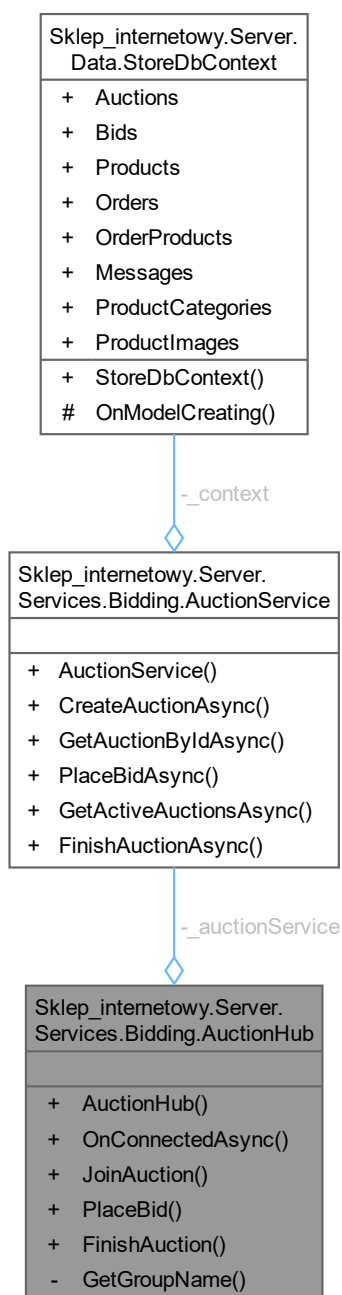 Sklep_internetowy.Server.
Data.StoreDbContext
+ Auctions
+ Bids
+ Products
+ Orders
+ OrderProducts
+ Messages
+ ProductCategories
+ ProductImages
+ StoreDbContext()
# OnModelCreating()
-_context
Sklep_internetowy.Server.
Services.Bidding.AuctionService
+ AuctionService()
+ CreateAuctionAsync()
+ GetAuctionByIdAsync()
+ PlaceBidAsync()
+ GetActiveAuctionsAsync()
+ FinishAuctionAsync()
-_auctionService
Sklep_internetowy.Server.
Services.Bidding.AuctionHub
+ AuctionHub()
+ OnConnectedAsync()
+ JoinAuction()
+ PlaceBid()
+ FinishAuction()
- GetGroupName()